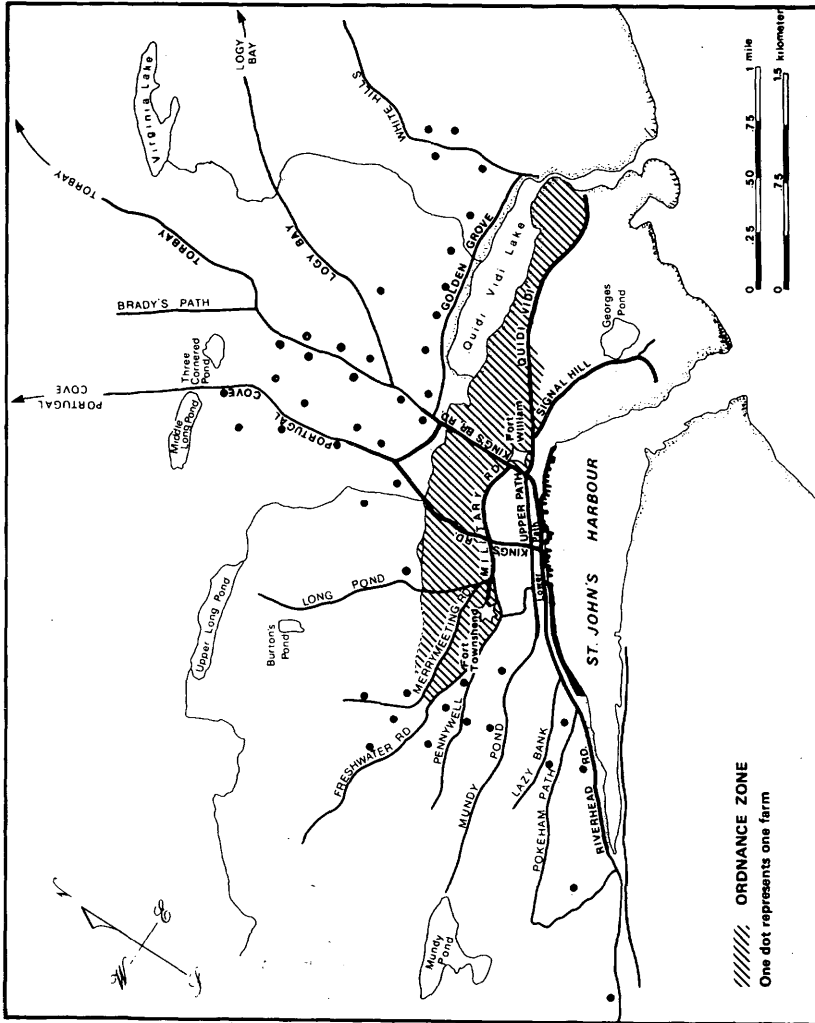 LOGY
BAY
TORBAY
Virginia Lake
WHITE HILLS
TORBAY
LOGY BAY
BRADY'S PATH
PORTUGAL
COVE
Three
Cornered
Pond
Middle
Long Pond
PORTUGAL COVE
GOLDEN GROVE
Quidi Vidi Lake
QUIDI VIDI
Georges
Pond
SIGNAL HILL
KING'S BR. RD.
Fort
William
MILITARY RD.
UPPER PATH
Lower Path
KING'S RD.
Upper Long Pond
Burton's
Pond
LONG POND
MERRYMEETING RD.
Fort
Townshend
FRESHWATER RD
PENNYWELL
MUNDY POND
LAZY BANK
POKEHAM PATH
RIVERHEAD RD.
Mundy
Pond
ST. JOHN'S HARBOUR
N
E
S
W
0 .25 .50 .75 1 mile
0 .75 1.5 kilometer
ORDNANCE ZONE
One dot represents one farm